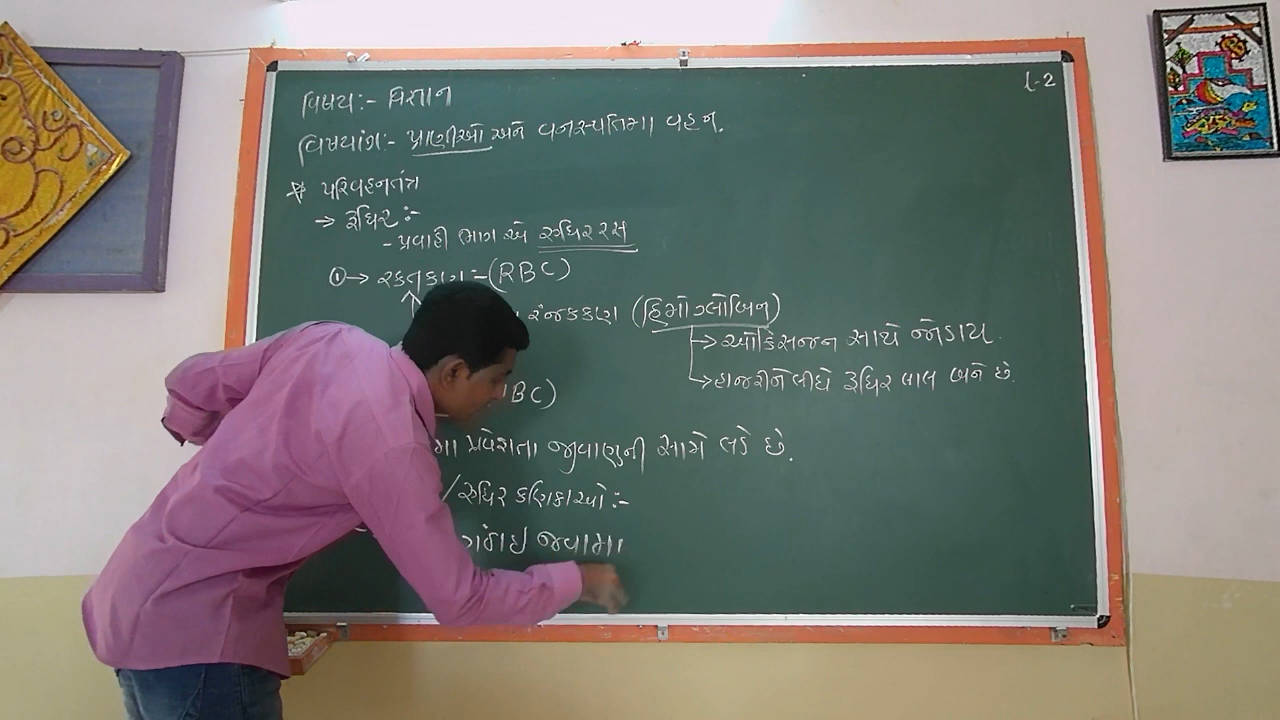 L-2
વિષય:- વિજ્ઞાન
વિષયાંશ:- પ્રાણીઓ અને વનસ્પતિમા વહન.
* પરિવહનતંત્ર
→ રુધિર:-
- પ્રવાહી ભાગ એ રુધિરરસ
① → રક્તકણ:- (RBC)
રંજકકણ (હિમોગ્લોબિન)
→ ઓક્સિજન સાથે જોડાય.
→ હાજરીને લીધે રુધિર લાલ બને છે.
BC)
મા પ્રવેશતા જીવાણુની સામે લડે છે.
/રુધિર કણિકાઓ:-
ગંઠાઇ જવામા